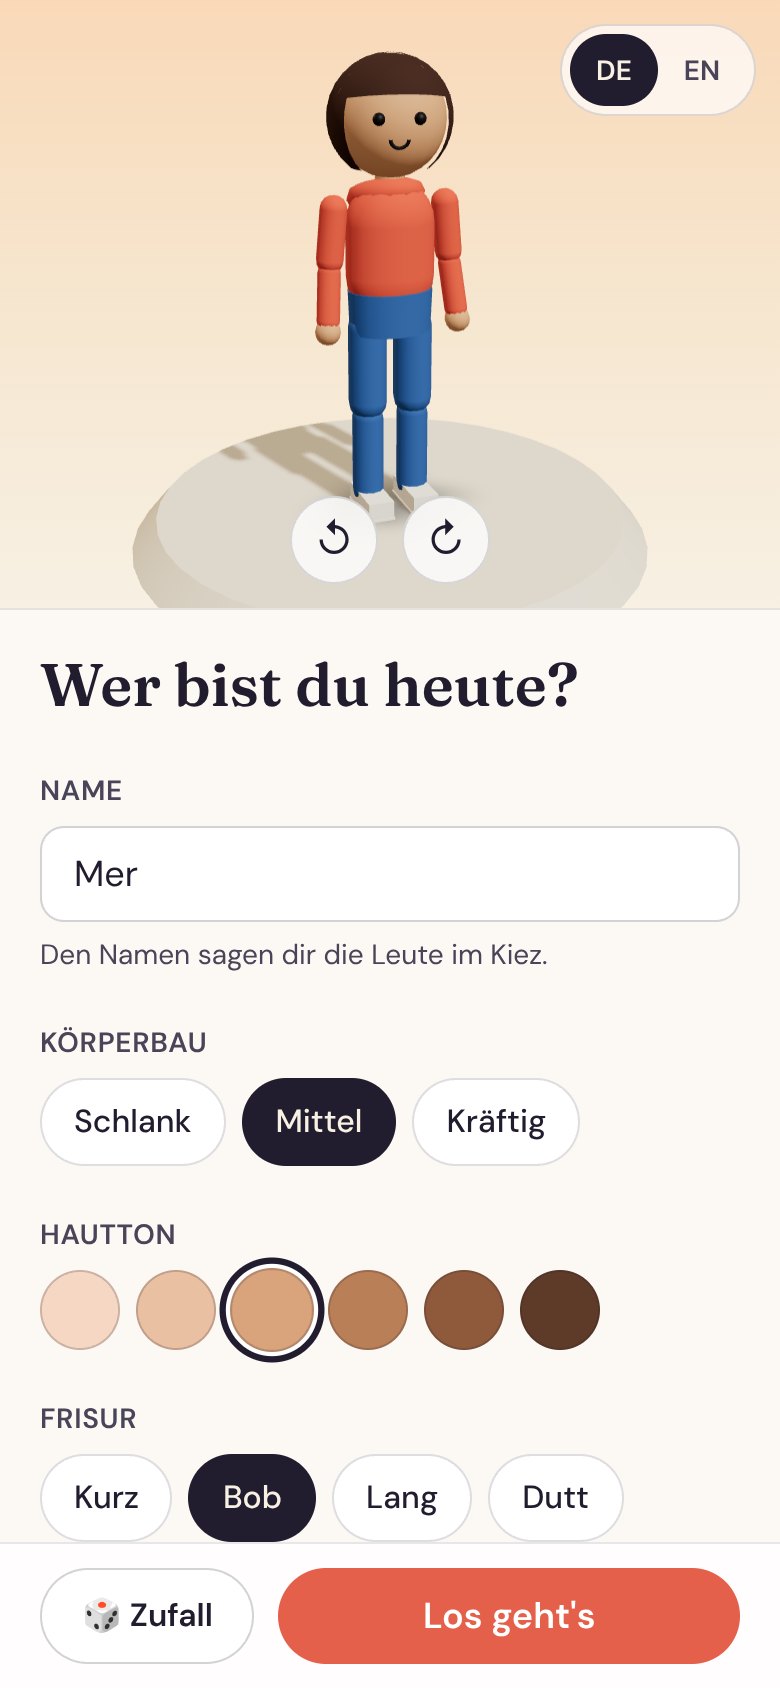 DE EN
Wer bist du heute?
NAME
Mer
Den Namen sagen dir die Leute im Kiez.
KÖRPERBAU
Schlank Mittel Kräftig
HAUTTON
FRISUR
Kurz Bob Lang Dutt
Zufall Los geht's